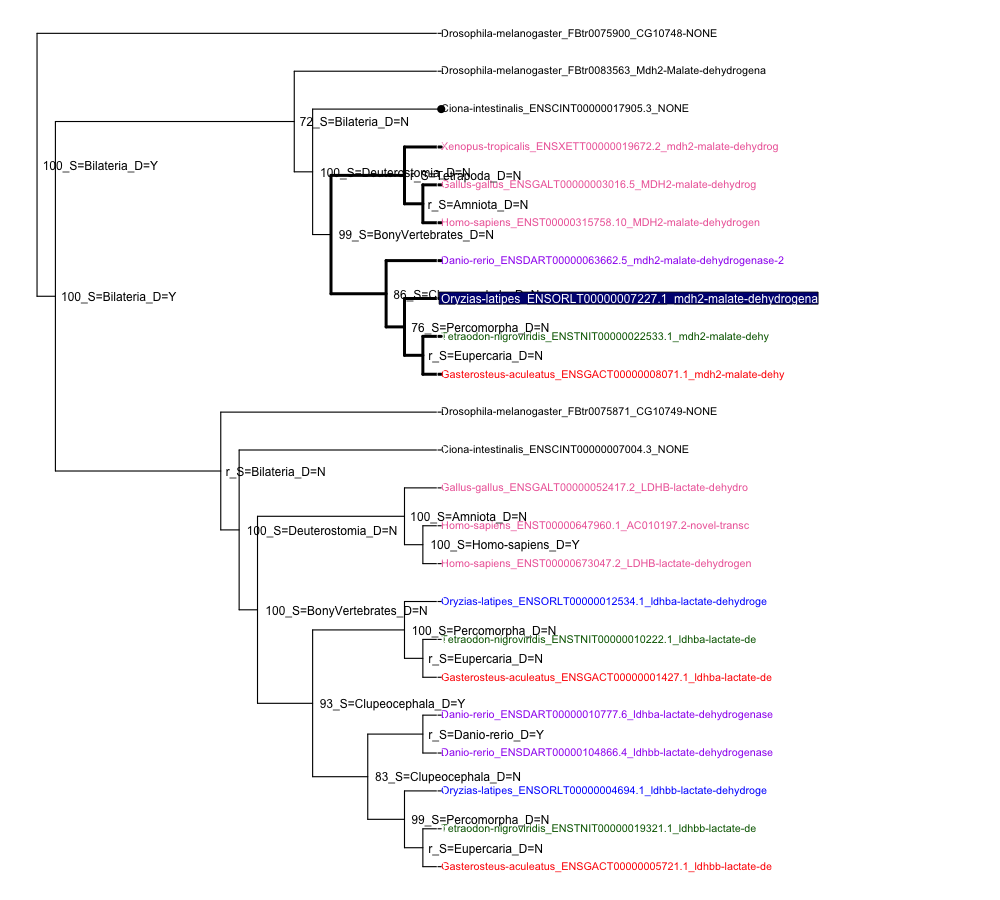 Drosophila-melanogaster_FBtr0075900_CG10748-NONE
Drosophila-melanogaster_FBtr0083563_Mdh2-Malate-dehydrogena
Ciona-intestinalis_ENSCINT00000017905.3_NONE
72_S=Bilateria_D=N
Xenopus-tropicalis_ENSXETT00000019672.2_mdh2-malate-dehydrog
100_S=Bilateria_D=Y
100_S=Deuterostomia_D=N
r_S=Tetrapoda_D=N
Gallus-gallus_ENSGALT00000003016.5_MDH2-malate-dehydrog
r_S=Amniota_D=N
Homo-sapiens_ENST00000315758.10_MDH2-malate-dehydrogen
99_S=BonyVertebrates_D=N
Danio-rerio_ENSDART00000063662.5_mdh2-malate-dehydrogenase-2
100_S=Bilateria_D=Y
Oryzias-latipes_ENSORLT00000007227.1_mdh2-malate-dehydrogena
76_S=Percomorpha_D=N
Tetraodon-nigroviridis_ENSTNIT00000022533.1_mdh2-malate-dehy
r_S=Eupercaria_D=N
Gasterosteus-aculeatus_ENSGACT00000008071.1_mdh2-malate-dehy
Drosophila-melanogaster_FBtr0075871_CG10749-NONE
Ciona-intestinalis_ENSCINT00000007004.3_NONE
r_S=Bilateria_D=N
Gallus-gallus_ENSGALT00000052417.2_LDHB-lactate-dehydro
100_S=Amniota_D=N
Homo-sapiens_ENST00000647960.1_AC010197.2-novel-transc
100_S=Deuterostomia_D=N
100_S=Homo-sapiens_D=Y
Homo-sapiens_ENST00000673047.2_LDHB-lactate-dehydrogen
Oryzias-latipes_ENSORLT00000012534.1_ldhba-lactate-dehydroge
100_S=BonyVertebrates_D=N
100_S=Percomorpha_D=N
Tetraodon-nigroviridis_ENSTNIT00000010222.1_ldhba-lactate-de
r_S=Eupercaria_D=N
Gasterosteus-aculeatus_ENSGACT00000001427.1_ldhba-lactate-de
93_S=Clupeocephala_D=Y
Danio-rerio_ENSDART00000010777.6_ldhba-lactate-dehydrogenase
r_S=Danio-rerio_D=Y
Danio-rerio_ENSDART00000104866.4_ldhbb-lactate-dehydrogenase
83_S=Clupeocephala_D=N
Oryzias-latipes_ENSORLT00000004694.1_ldhbb-lactate-dehydroge
99_S=Percomorpha_D=N
Tetraodon-nigroviridis_ENSTNIT00000019321.1_ldhbb-lactate-de
r_S=Eupercaria_D=N
Gasterosteus-aculeatus_ENSGACT00000005721.1_ldhbb-lactate-de